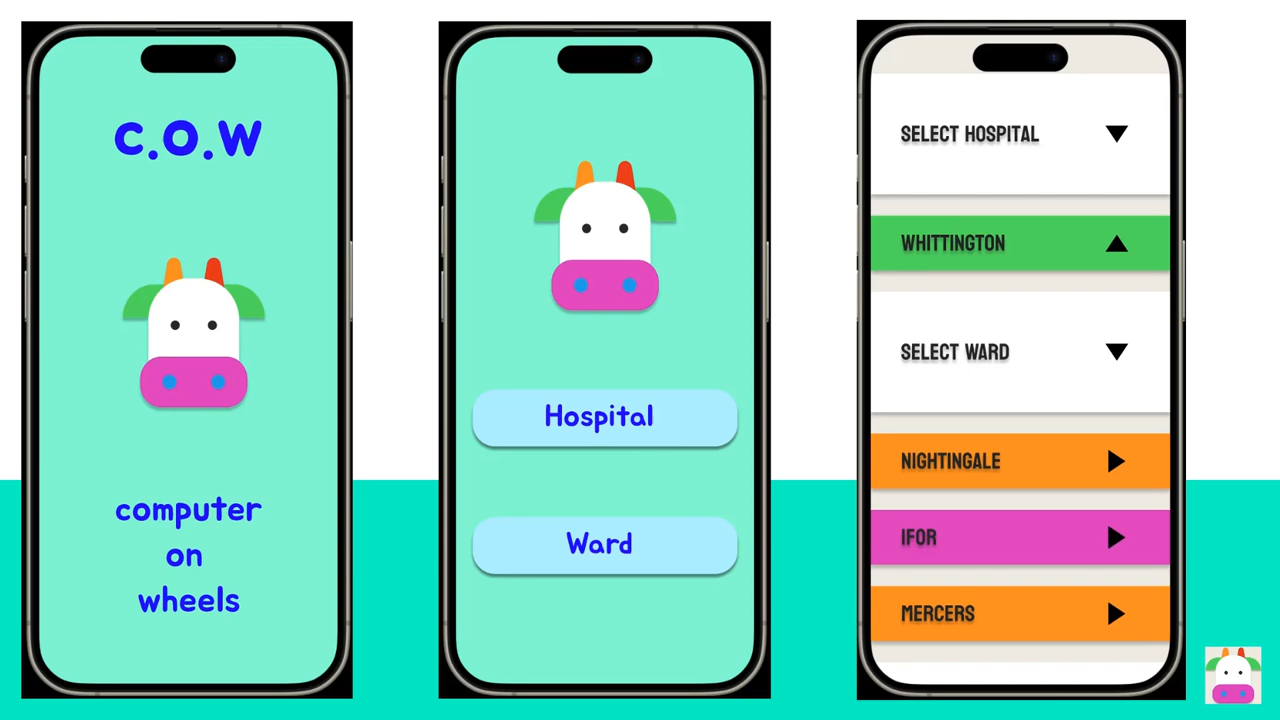 c.o.w
computer
on
wheels
Hospital
Ward
SELECT HOSPITAL
WHITTINGTON
SELECT WARD
NIGHTINGALE
IFOR
MERCERS